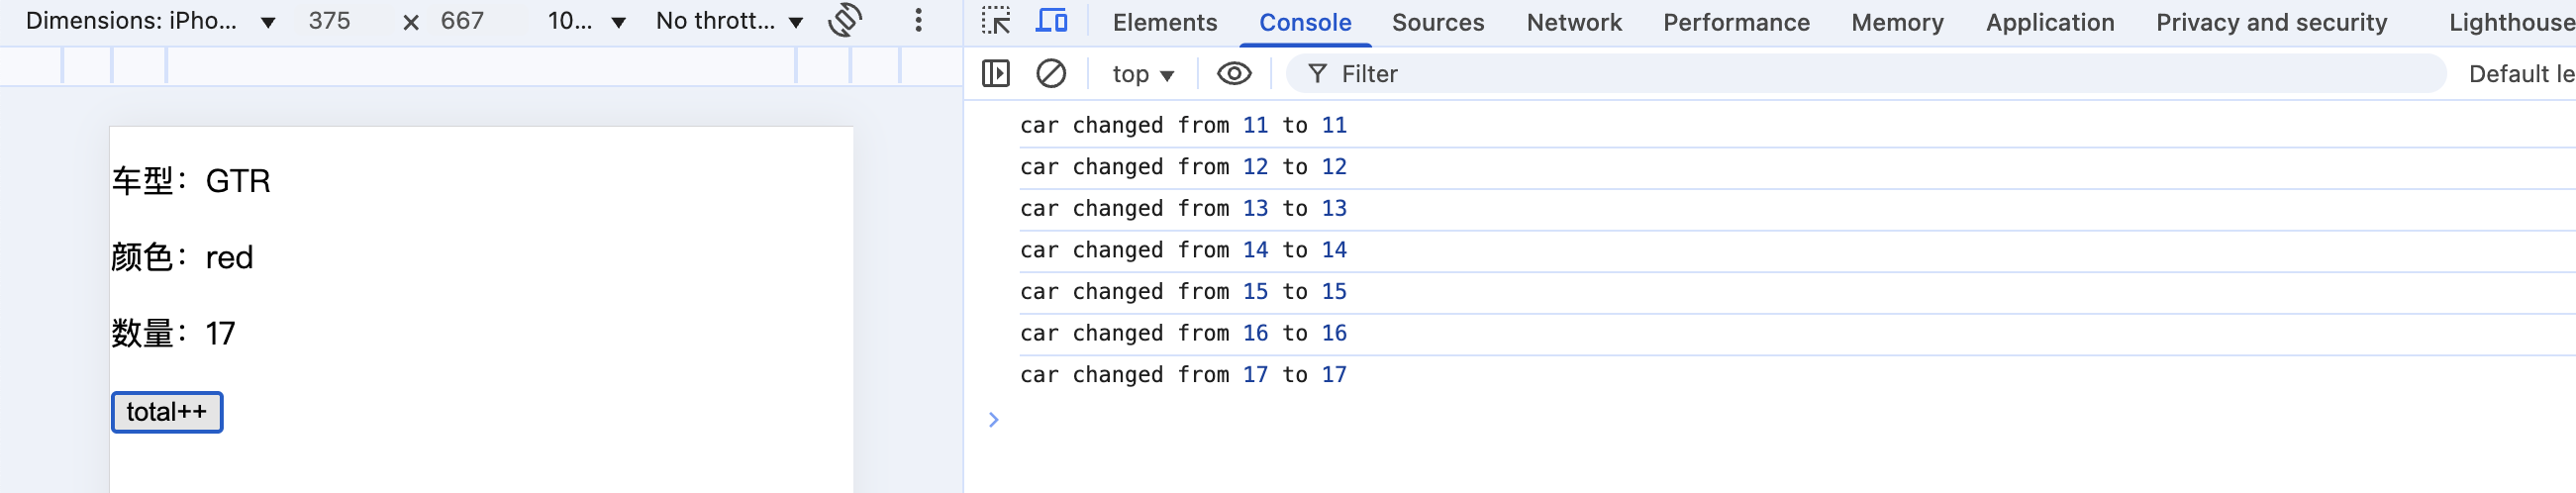 Dimensions: iPho... 375 × 667 10... No thrott...
Elements Console Sources Network Performance Memory Application Privacy and security Lighthouse
top Filter Default le
车型：GTR
颜色：red
数量：17
total++
car changed from 11 to 11
car changed from 12 to 12
car changed from 13 to 13
car changed from 14 to 14
car changed from 15 to 15
car changed from 16 to 16
car changed from 17 to 17